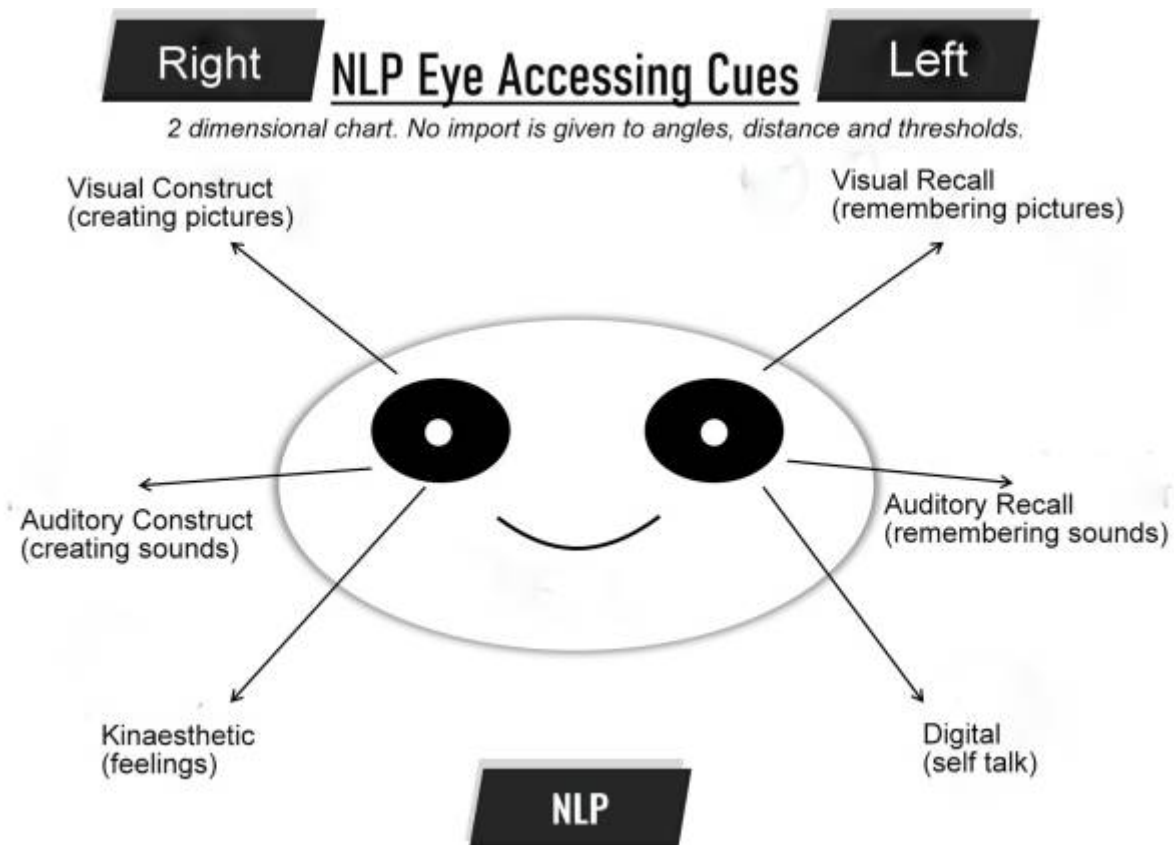 Right
NLP Eye Accessing Cues
Left
2 dimensional chart. No import is given to angles, distance and thresholds.
Visual Construct
(creating pictures)
Visual Recall
(remembering pictures)
Auditory Construct
(creating sounds)
Auditory Recall
(remembering sounds)
Kinaesthetic
(feelings)
Digital
(self talk)
NLP